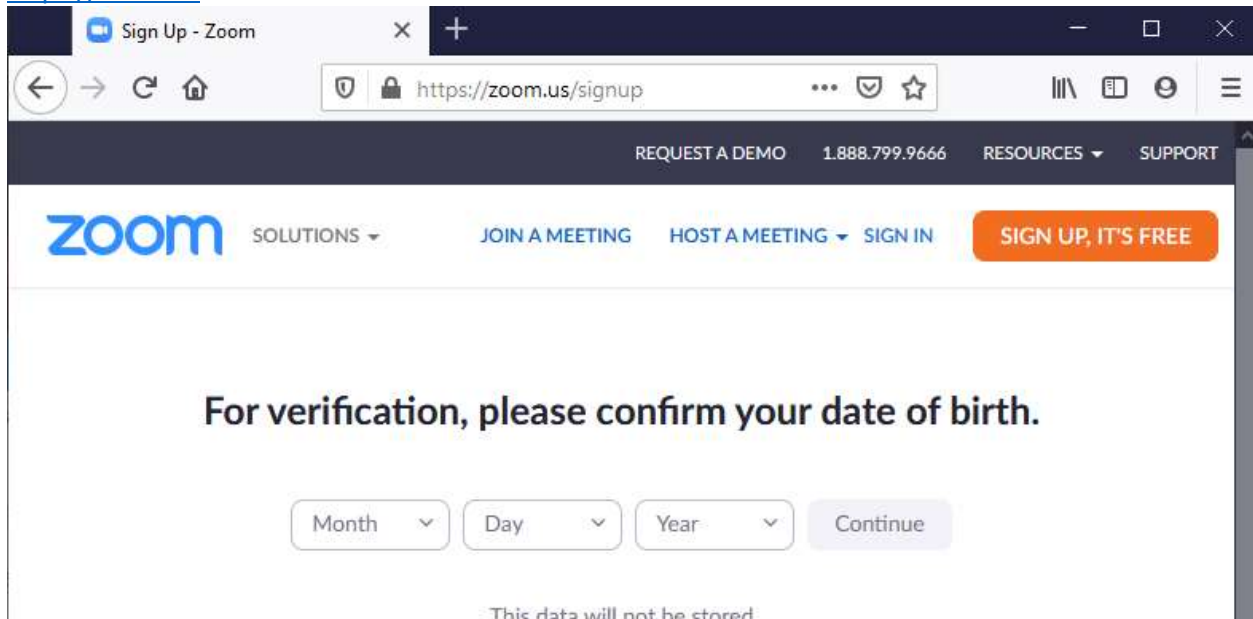 Sign Up - Zoom
https://zoom.us/signup
REQUEST A DEMO 1.888.799.9666 RESOURCES SUPPORT
zoom SOLUTIONS JOIN A MEETING HOST A MEETING SIGN IN SIGN UP, IT'S FREE
For verification, please confirm your date of birth.
Month Day Year Continue
This data will not be stored